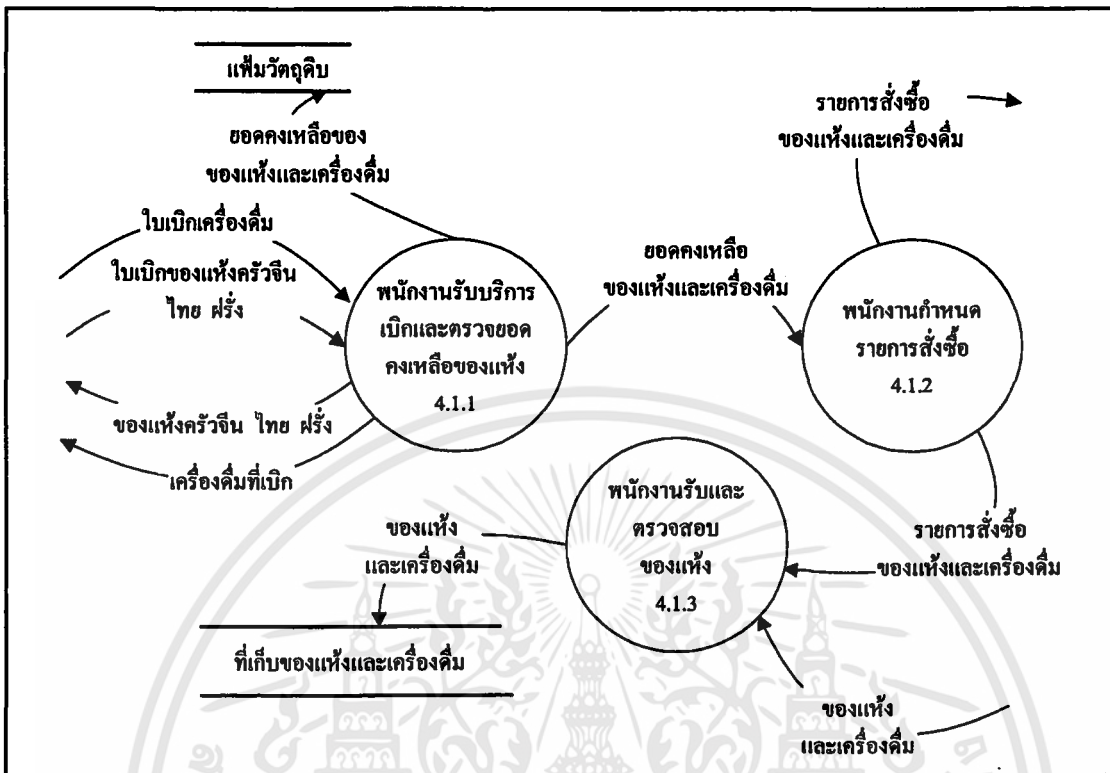 แฟ้มวัตถุดิบ
ยอดคงเหลือของ
ของแห้งและเครื่องดื่ม
รายการสั่งซื้อ
ของแห้งและเครื่องดื่ม
ใบเบิกเครื่องดื่ม
ใบเบิกของแห้งครัวจีน
ไทย ฝรั่ง
พนักงานรับบริการ
เบิกและตรวจยอด
คงเหลือของแห้ง
4.1.1
ยอดคงเหลือ
ของแห้งและเครื่องดื่ม
พนักงานกำหนด
รายการสั่งซื้อ
4.1.2
ของแห้งครัวจีน ไทย ฝรั่ง
เครื่องดื่มที่เบิก
พนักงานรับและ
ตรวจสอบ
ของแห้ง
4.1.3
ของแห้ง
และเครื่องดื่ม
รายการสั่งซื้อ
ของแห้งและเครื่องดื่ม
ที่เก็บของแห้งและเครื่องดื่ม
ของแห้ง
และเครื่องดื่ม